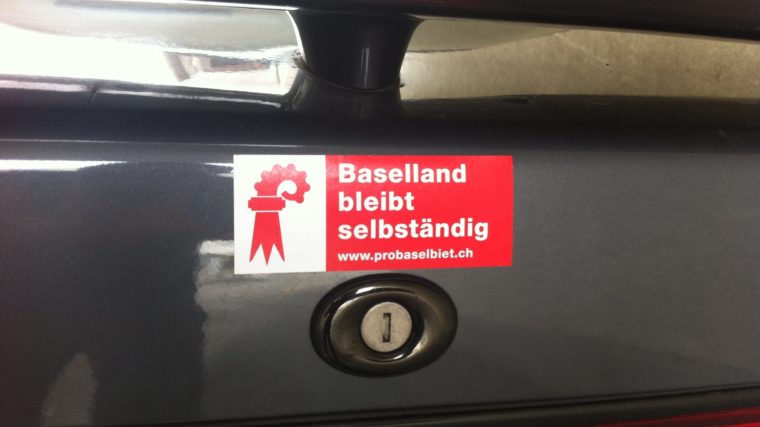 Baselland
bleibt
selbständig
www.probaselbiet.ch